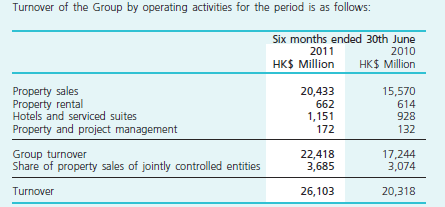 Turnover of the Group by operating activities for the period is as follows:
Six months ended 30th June
2011 2010
HK$ Million HK$ Million
Property sales 20,433 15,570
Property rental 662 614
Hotels and serviced suites 1,151 928
Property and project management 172 132
Group turnover 22,418 17,244
Share of property sales of jointly controlled entities 3,685 3,074
Turnover 26,103 20,318